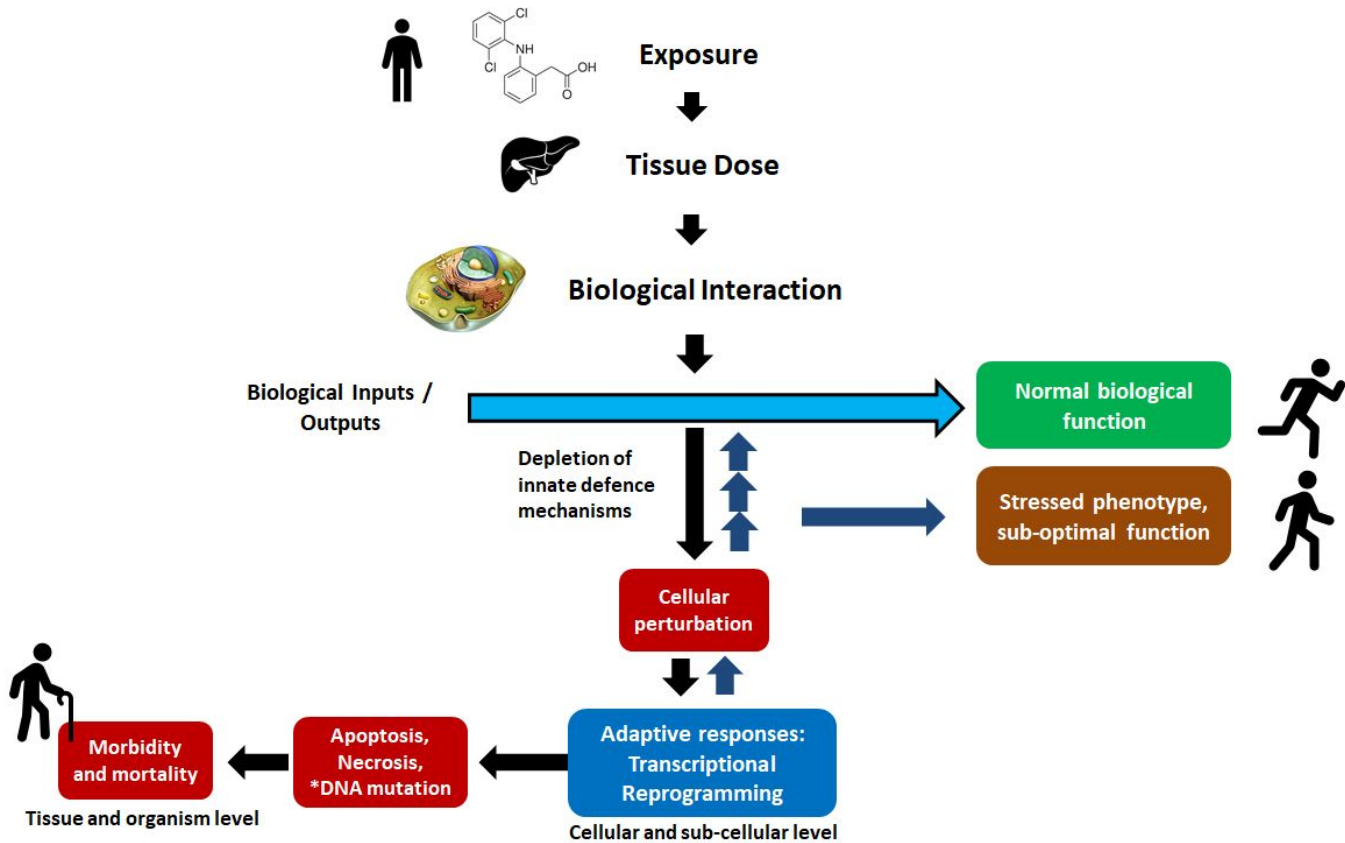 Cl
NH
Cl
OH
O
Exposure
Tissue Dose
Biological Interaction
Biological Inputs /
Outputs
Normal biological
function
Depletion of
innate defence
mechanisms
Stressed phenotype,
sub-optimal function
Cellular
perturbation
Adaptive responses:
Transcriptional
Reprogramming
Cellular and sub-cellular level
Apoptosis,
Necrosis,
*DNA mutation
Morbidity
and mortality
Tissue and organism level